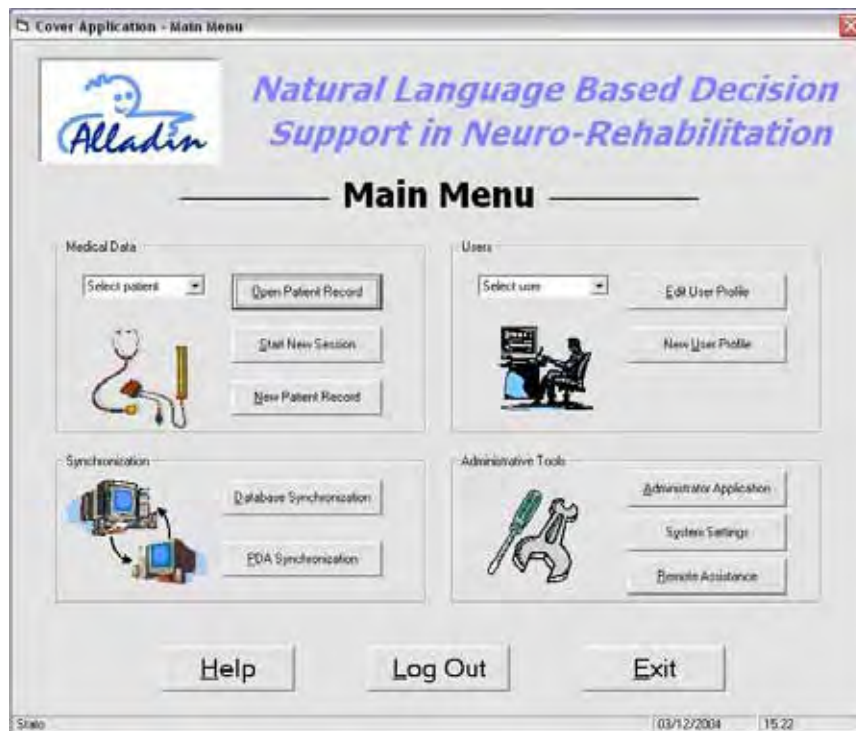 Cover Application - Main Menu
Alladin
Natural Language Based Decision
Support in Neuro-Rehabilitation
Main Menu
Medical Data
Select patient
Open Patient Record
Start New Session
New Patient Record
Users
Select user
Edit User Profile
New User Profile
Synchronization
Database Synchronization
PDA Synchronization
Administrative Tools
Administrator Application
System Settings
Remote Assistance
Help
Log Out
Exit
Stato
03/12/2004
15.22